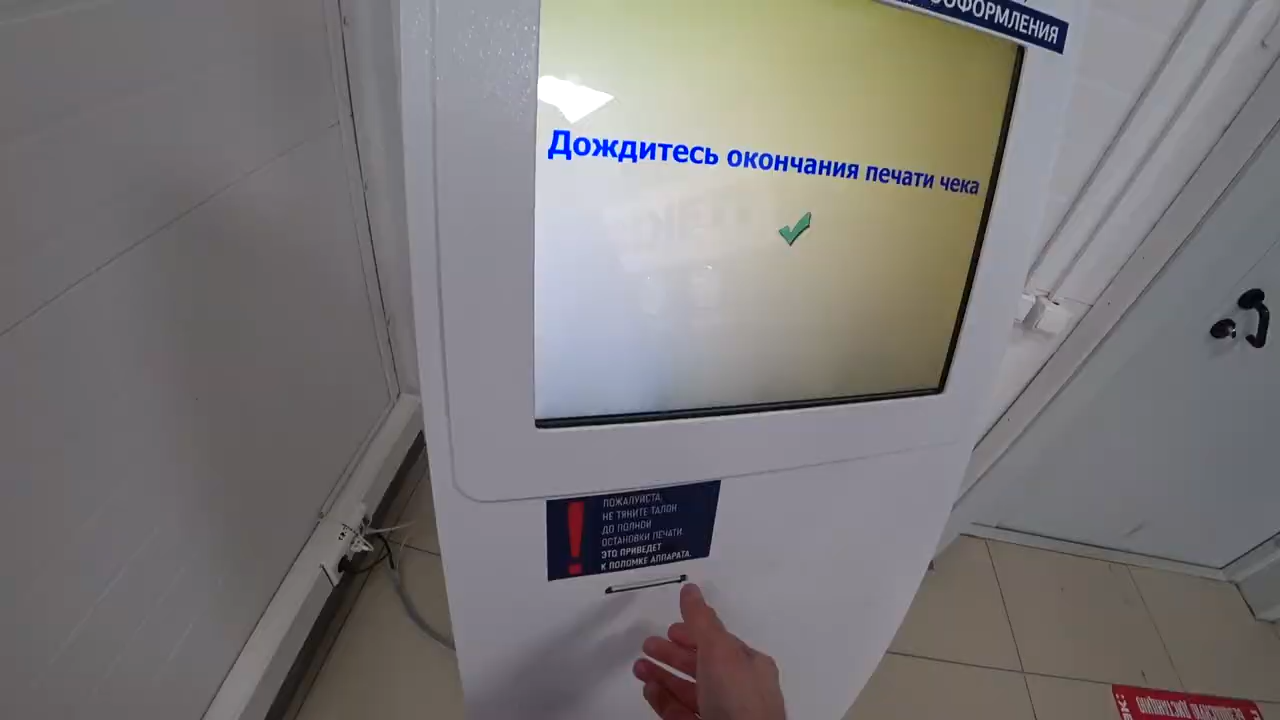 ОФОРМЛЕНИЯ
Дождитесь окончания печати чека
ПОЖАЛУЙСТА,
НЕ ТЯНИТЕ ТАЛОН
ДО ПОЛНОЙ
ОСТАНОВКИ ПЕЧАТИ.
ЭТО ПРИВЕДЕТ
К ПОЛОМКЕ АППАРАТА.